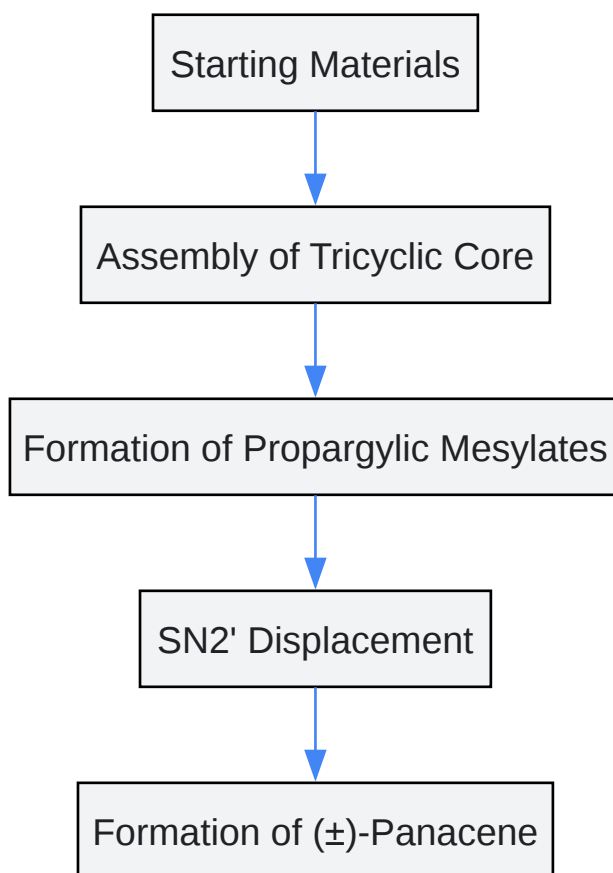 Starting Materials
Assembly of Tricyclic Core
Formation of Propargylic Mesylates
SN2' Displacement
Formation of (±)-Panacene